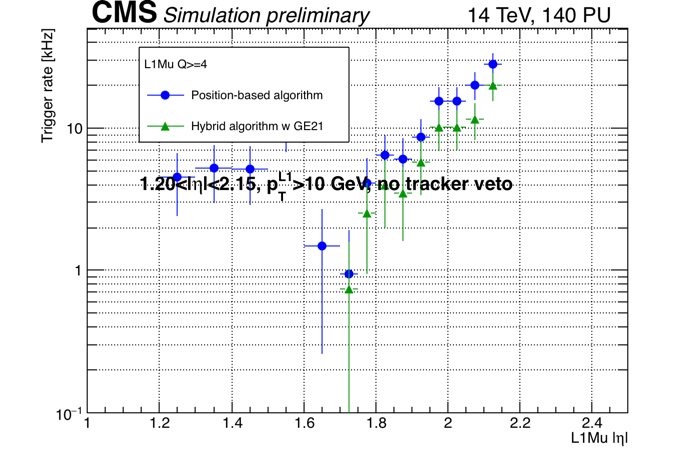 CMS Simulation preliminary 14 TeV, 140 PU
Trigger rate [kHz]
L1Mu Q>=4
Position-based algorithm
Hybrid algorithm w GE21
1.20<|η|<2.15, p_T^L1>10 GeV, no tracker veto
10
1
10⁻¹
1 1.2 1.4 1.6 1.8 2 2.2 2.4
L1Mu |η|